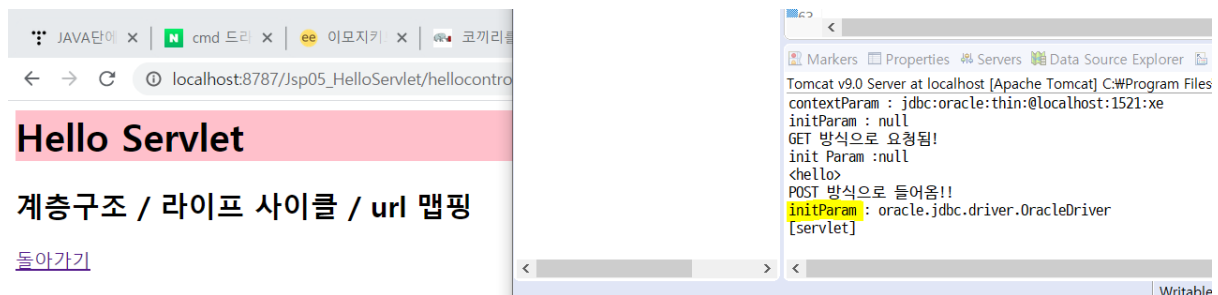 JAVA단에
cmd 드리
ee 이모지키
코끼리를
localhost:8787/Jsp05_HelloServlet/hellocontro
Hello Servlet
계층구조 / 라이프 사이클 / url 맵핑
돌아가기
63
Markers Properties Servers Data Source Explorer
Tomcat v9.0 Server at localhost [Apache Tomcat] C:₩Program Files
contextParam : jdbc:oracle:thin:@localhost:1521:xe
initParam : null
GET 방식으로 요청됨!
init Param :null
<hello>
POST 방식으로 들어옴!!
initParam : oracle.jdbc.driver.OracleDriver
[servlet]
Writable